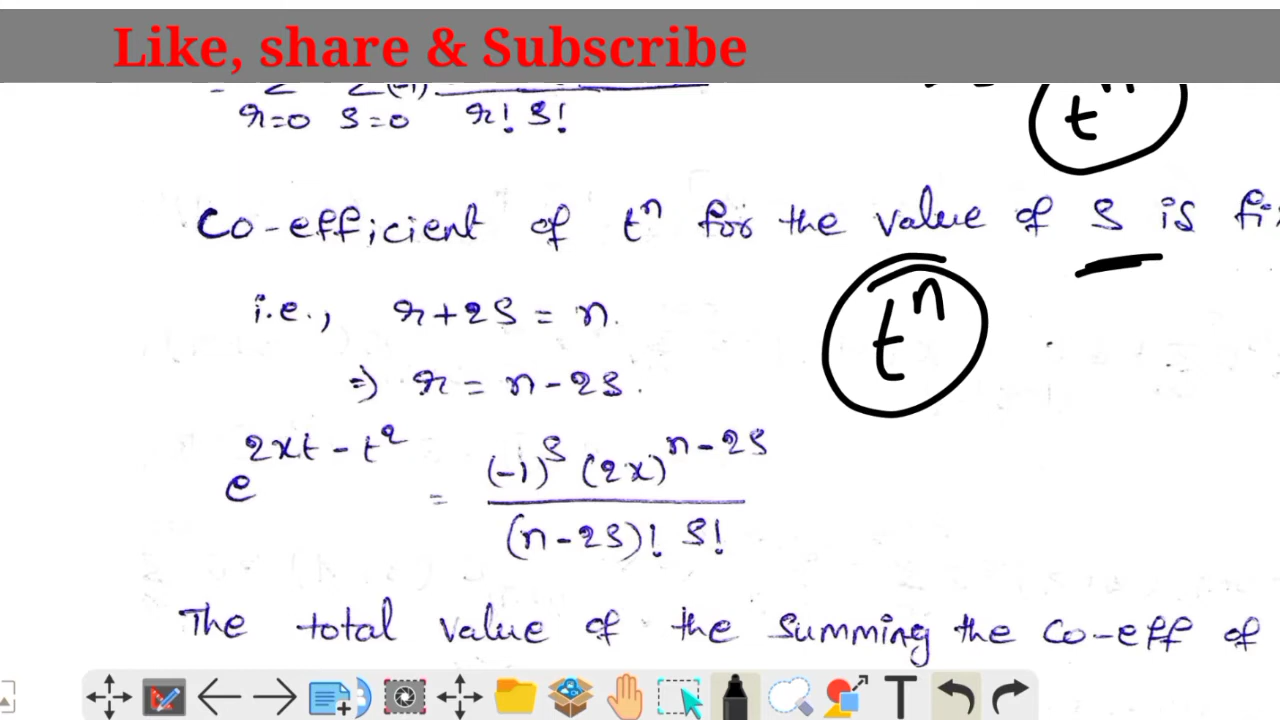 Like, share & Subscribe
r=0 s=0 r! s!
t^n
Co-efficient of t^n for the value of s is
i.e., r+2s = n.
t^n
=) r = n-2s.
e^{2xt - t^2} = \frac{(-1)^s (2x)^{n-2s}}{(n-2s)! s!}
The total value of the summing the co-eff of
T